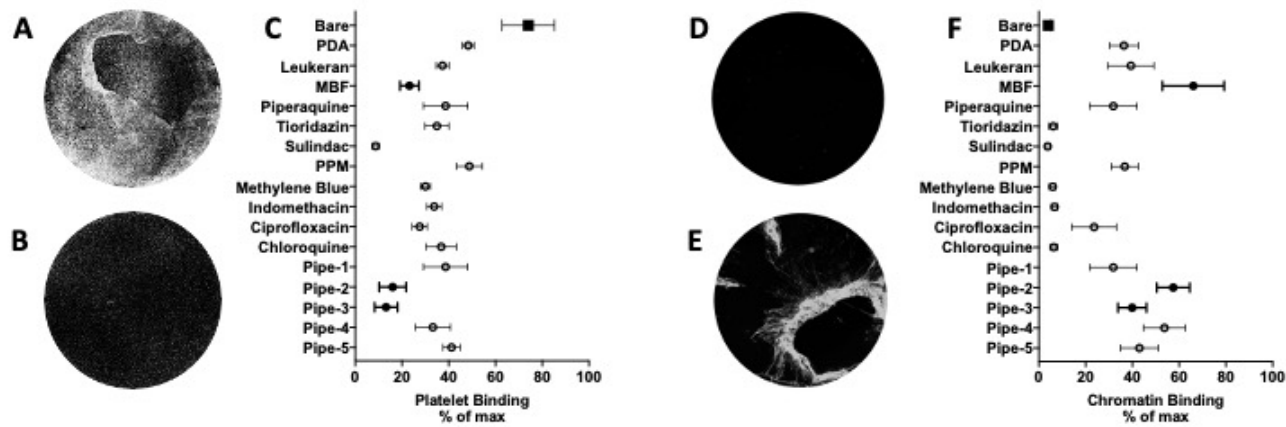 A
B
C
Bare
PDA
Leukeran
MBF
Piperaquine
Tioridazin
Sulindac
PPM
Methylene Blue
Indomethacin
Ciprofloxacin
Chloroquine
Pipe-1
Pipe-2
Pipe-3
Pipe-4
Pipe-5
0 20 40 60 80 100
Platelet Binding
% of max
D
E
F
Bare
PDA
Leukeran
MBF
Piperaquine
Tioridazin
Sulindac
PPM
Methylene Blue
Indomethacin
Ciprofloxacin
Chloroquine
Pipe-1
Pipe-2
Pipe-3
Pipe-4
Pipe-5
0 20 40 60 80 100
Chromatin Binding
% of max